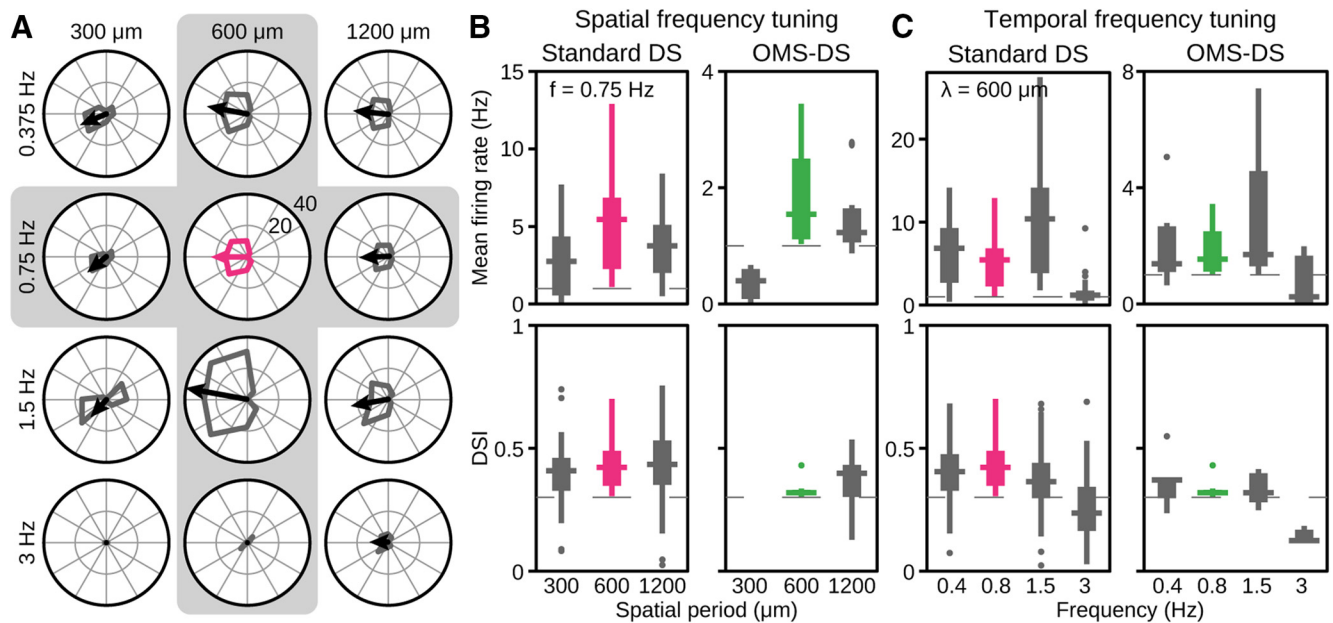 A
300 µm
600 µm
1200 µm
0.375 Hz
0.75 Hz
40
20
1.5 Hz
3 Hz
B
Spatial frequency tuning
Standard DS
OMS-DS
Mean firing rate (Hz)
15
10
5
0
f = 0.75 Hz
4
2
0
DSI
1
0.5
0
300
600
1200
300
600
1200
Spatial period (µm)
C
Temporal frequency tuning
Standard DS
OMS-DS
20
10
0
λ = 600 µm
8
4
0
1
0.5
0
0.4
0.8
1.5
3
0.4
0.8
1.5
3
Frequency (Hz)